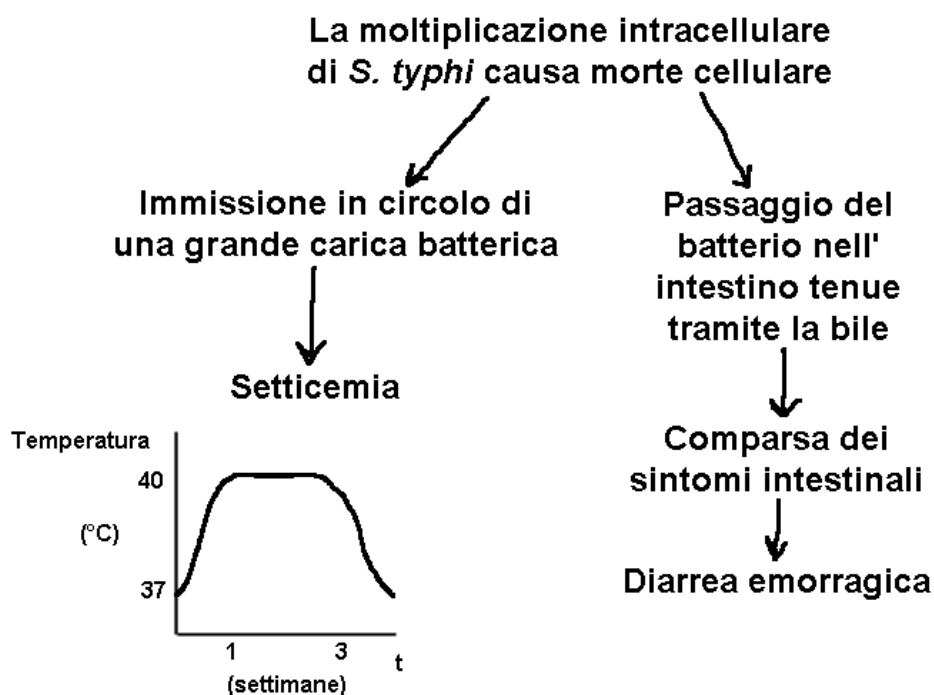 La moltiplicazione intracellulare
di S. typhi causa morte cellulare
Immissione in circolo di
una grande carica batterica
Setticemia
Passaggio del
batterio nell'
intestino tenue
tramite la bile
Comparsa dei
sintomi intestinali
Diarrea emorragica
Temperatura
40
(°C)
37
1
3
t
(settimane)